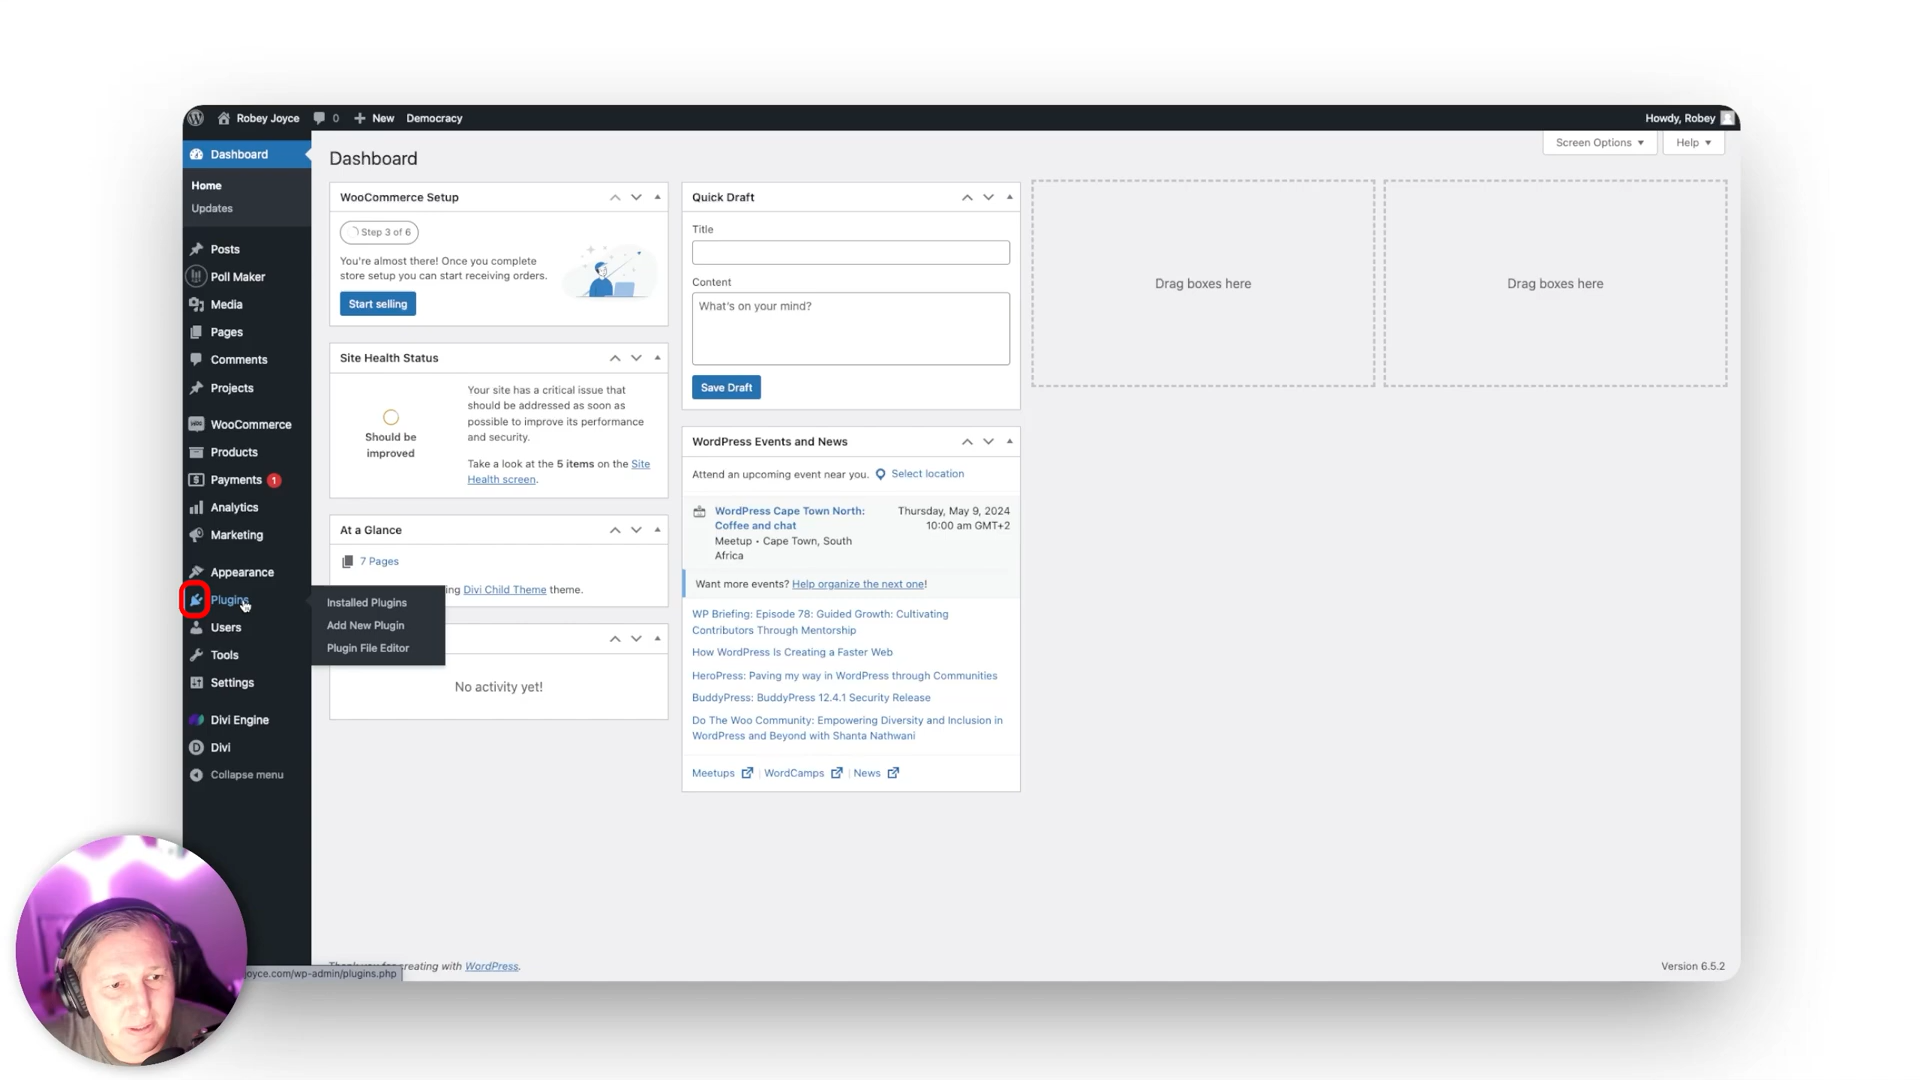 Robey Joyce 0 New Democracy Howdy, Robey
Dashboard
Home
Updates
Posts
Poll Maker
Media
Pages
Comments
Projects
WooCommerce
Products
Payments 1
Analytics
Marketing
Appearance
Plugins
Users
Tools
Settings
Divi Engine
Divi
Collapse menu
Installed Plugins
Add New Plugin
Plugin File Editor
Screen Options Help
Dashboard
WooCommerce Setup
Step 3 of 6
You're almost there! Once you complete
store setup you can start receiving orders.
Start selling
Site Health Status
Should be
improved
Your site has a critical issue that
should be addressed as soon as
possible to improve its performance
and security.
Take a look at the 5 items on the Site
Health screen.
At a Glance
7 Pages
ing Divi Child Theme theme.
No activity yet!
Quick Draft
Title
Content
What's on your mind?
Save Draft
WordPress Events and News
Attend an upcoming event near you. Select location
WordPress Cape Town North:
Coffee and chat
Meetup • Cape Town, South
Africa
Thursday, May 9, 2024
10:00 am GMT+2
Want more events? Help organize the next one!
WP Briefing: Episode 78: Guided Growth: Cultivating
Contributors Through Mentorship
How WordPress Is Creating a Faster Web
HeroPress: Paving my way in WordPress through Communities
BuddyPress: BuddyPress 12.4.1 Security Release
Do The Woo Community: Empowering Diversity and Inclusion in
WordPress and Beyond with Shanta Nathwani
Meetups | WordCamps | News
Drag boxes here
Drag boxes here
creating with WordPress.
Version 6.5.2
oyce.com/wp-admin/plugins.php